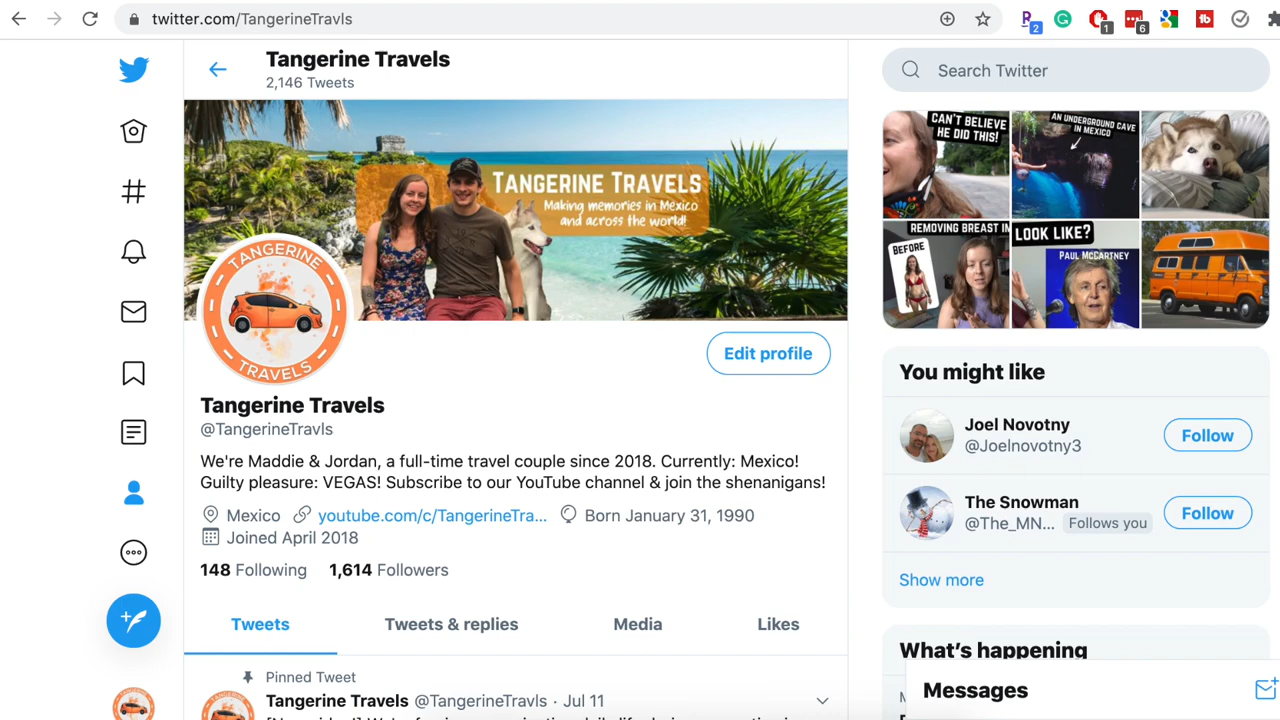 twitter.com/TangerineTravls
2
1
6
tb
Tangerine Travels
2,146 Tweets
Search Twitter
TANGERINE TRAVELS
Making memories in Mexico
and across the world!
TANGERINE
TRAVELS
CAN'T BELIEVE
HE DID THIS!
AN UNDERGROUND CAVE
IN MEXICO
REMOVING BREAST IM
BEFORE
LOOK LIKE?
PAUL MCCARTNEY
Edit profile
Tangerine Travels
@TangerineTravls
We're Maddie & Jordan, a full-time travel couple since 2018. Currently: Mexico!
Guilty pleasure: VEGAS! Subscribe to our YouTube channel & join the shenanigans!
Mexico youtube.com/c/TangerineTra... Born January 31, 1990
Joined April 2018
148 Following 1,614 Followers
Tweets Tweets & replies Media Likes
Pinned Tweet
Tangerine Travels @TangerineTravls · Jul 11
You might like
Joel Novotny
@Joelnovotny3
Follow
The Snowman
@The_MN... Follows you
Follow
Show more
What's happening
Messages